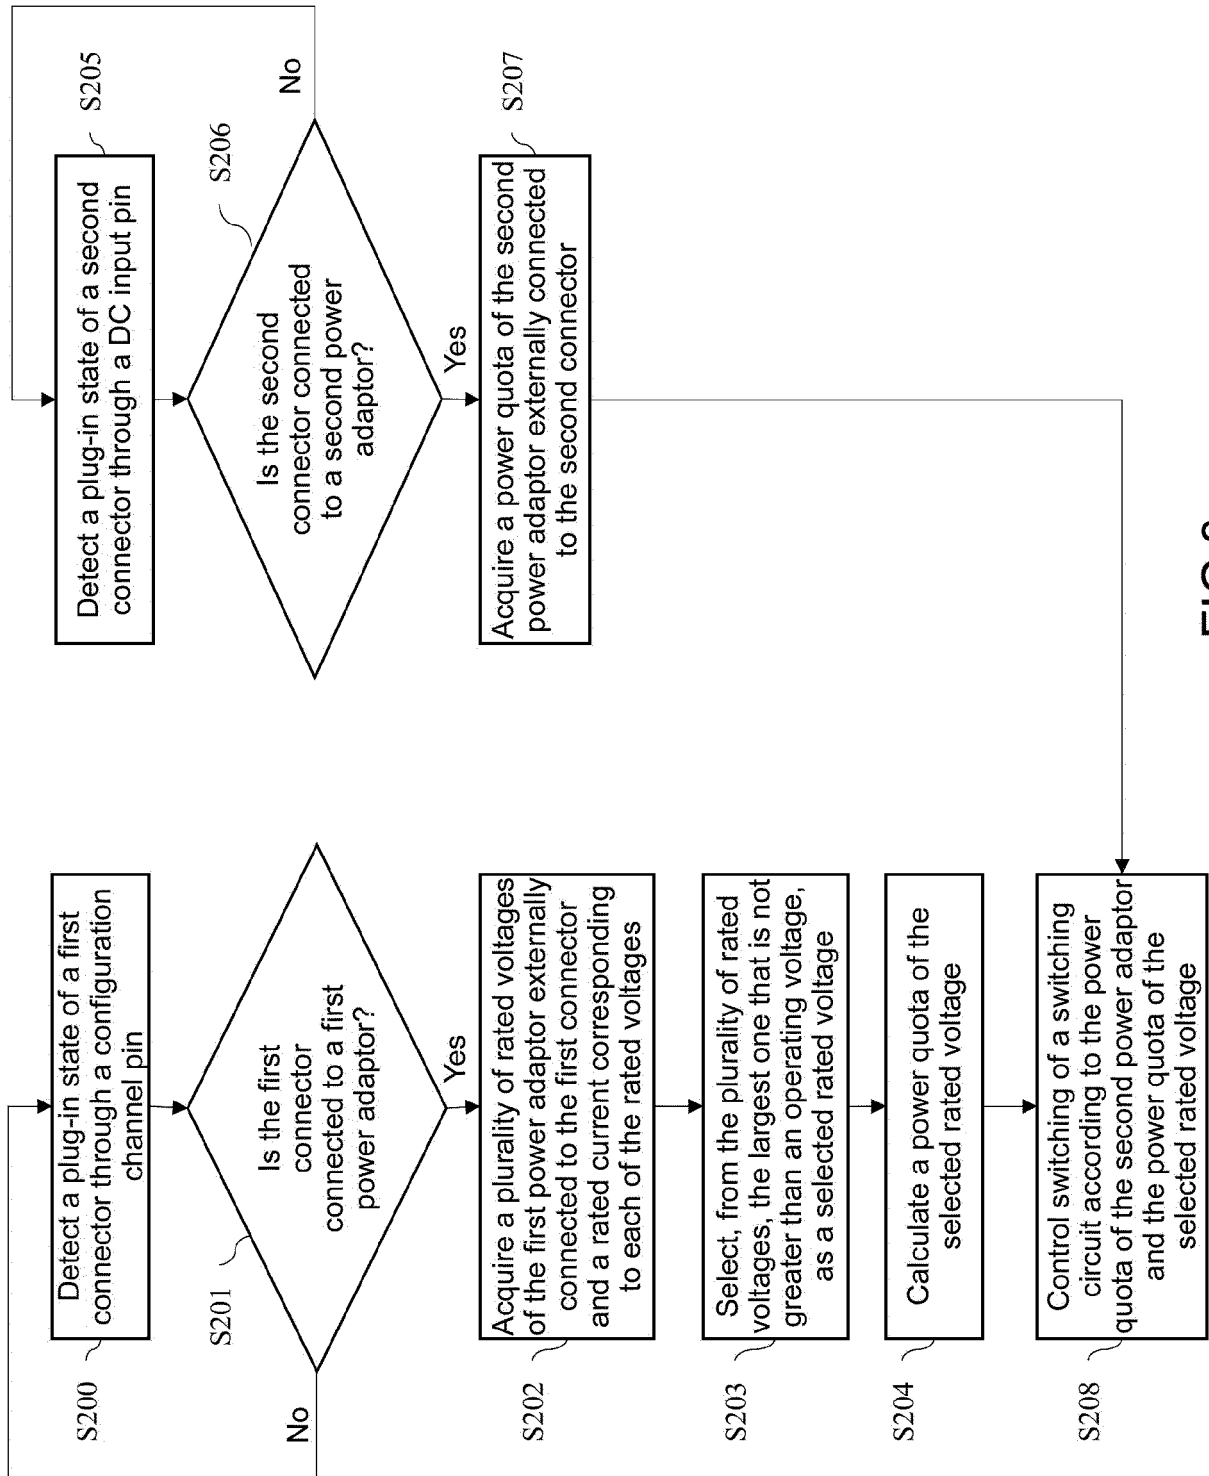 S200
Detect a plug-in state of a first
connector through a configuration
channel pin
S201
Is the first
connector
connected to a first
power adaptor?
No
Yes
S202
Acquire a plurality of rated voltages
of the first power adaptor externally
connected to the first connector
and a rated current corresponding
to each of the rated voltages
S203
Select, from the plurality of rated
voltages, the largest one that is not
greater than an operating voltage,
as a selected rated voltage
S204
Calculate a power quota of the
selected rated voltage
S208
Control switching of a switching
circuit according to the power
quota of the second power adaptor
and the power quota of the
selected rated voltage
S205
Detect a plug-in state of a second
connector through a DC input pin
S206
Is the second
connector connected
to a second power
adaptor?
No
Yes
S207
Acquire a power quota of the second
power adaptor externally connected
to the second connector